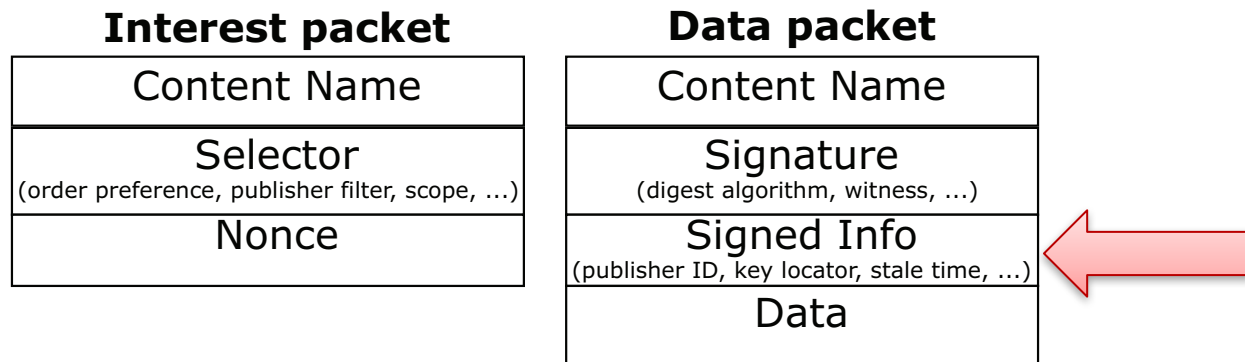 Interest packet
Content Name
Selector
(order preference, publisher filter, scope, ...)
Nonce
Data packet
Content Name
Signature
(digest algorithm, witness, ...)
Signed Info
(publisher ID, key locator, stale time, ...)
Data